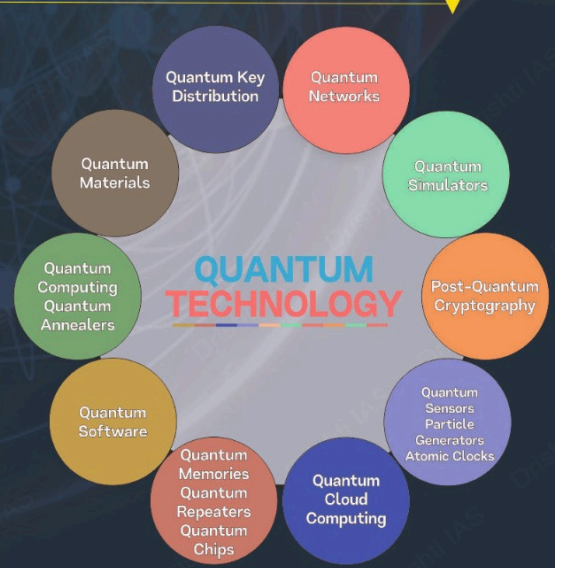 Quantum Key
Distribution
Quantum
Networks
Quantum
Materials
Quantum
Simulators
Quantum
Computing
Quantum
Annealers
QUANTUM
TECHNOLOGY
Post-Quantum
Cryptography
Quantum
Software
Quantum
Sensors
Particle
Generators
Atomic Clocks
Quantum
Memories
Quantum
Repeaters
Quantum
Chips
Quantum
Cloud
Computing